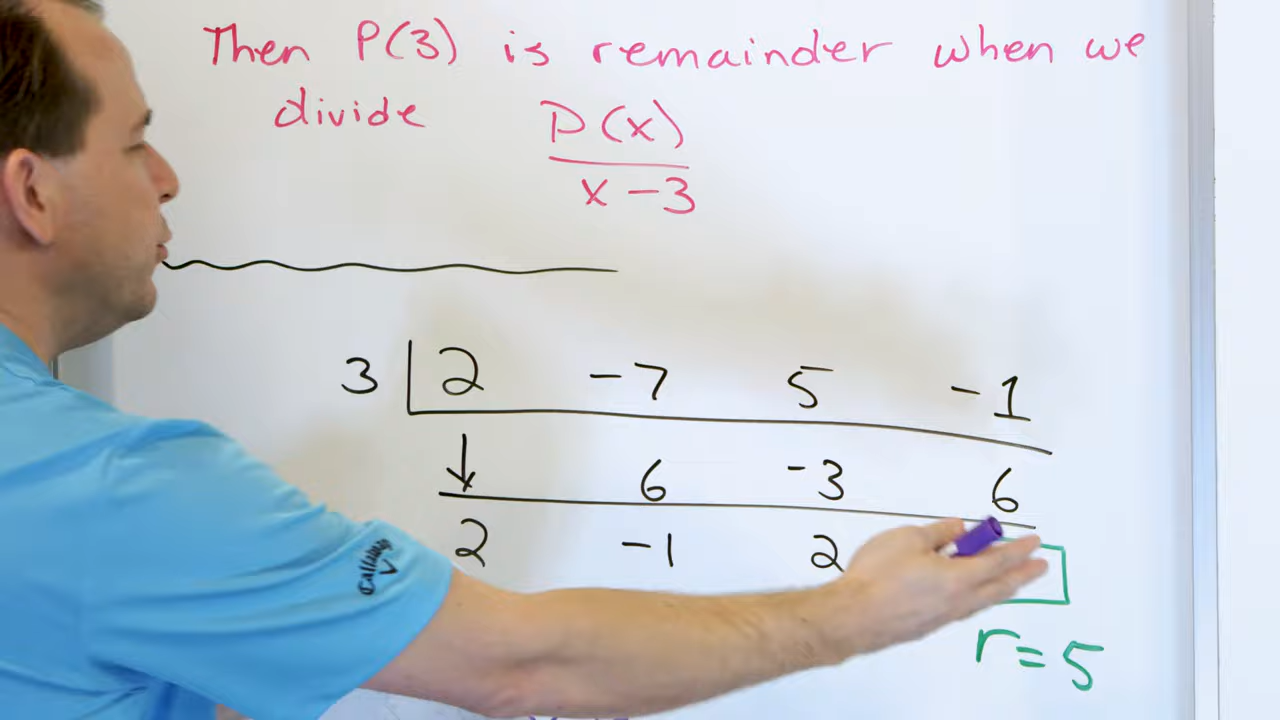 Then P(3) is remainder when we
divide P(x)
x - 3
3 2 -7 5 -1
6 -3 6
2 -1 2
Callaway
r = 5